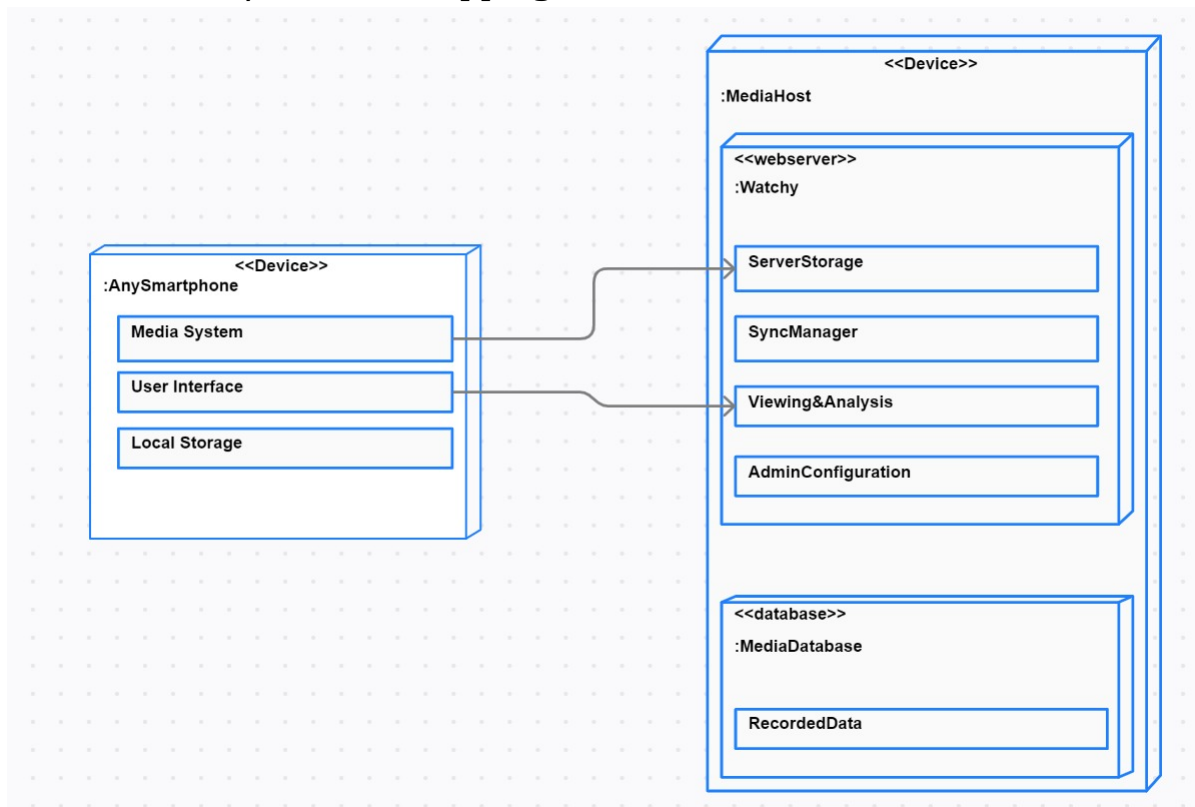 <<Device>>
:AnySmartphone
Media System
User Interface
Local Storage
<<Device>>
:MediaHost
<<webserver>>
:Watchy
ServerStorage
SyncManager
Viewing&Analysis
AdminConfiguration
<<database>>
:MediaDatabase
RecordedData